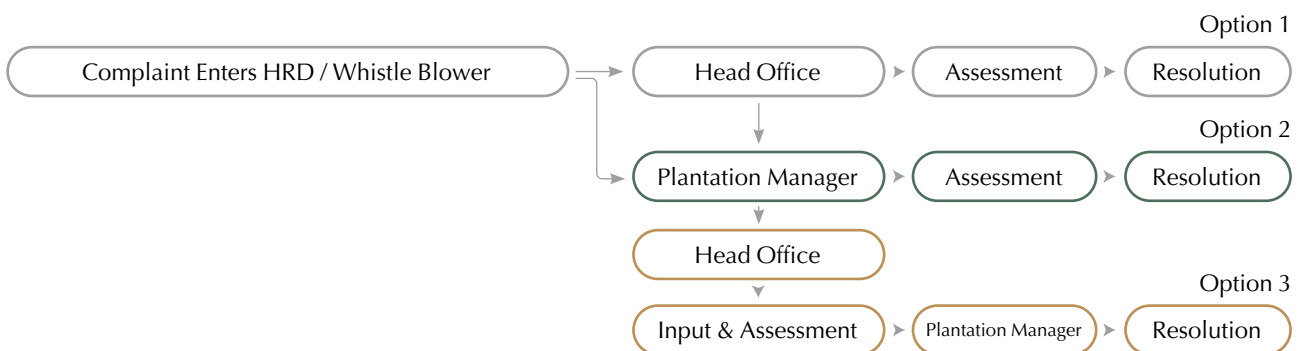 Option 1
Complaint Enters HRD / Whistle Blower
Head Office
Assessment
Resolution
Option 2
Plantation Manager
Assessment
Resolution
Head Office
Option 3
Input & Assessment
Plantation Manager
Resolution